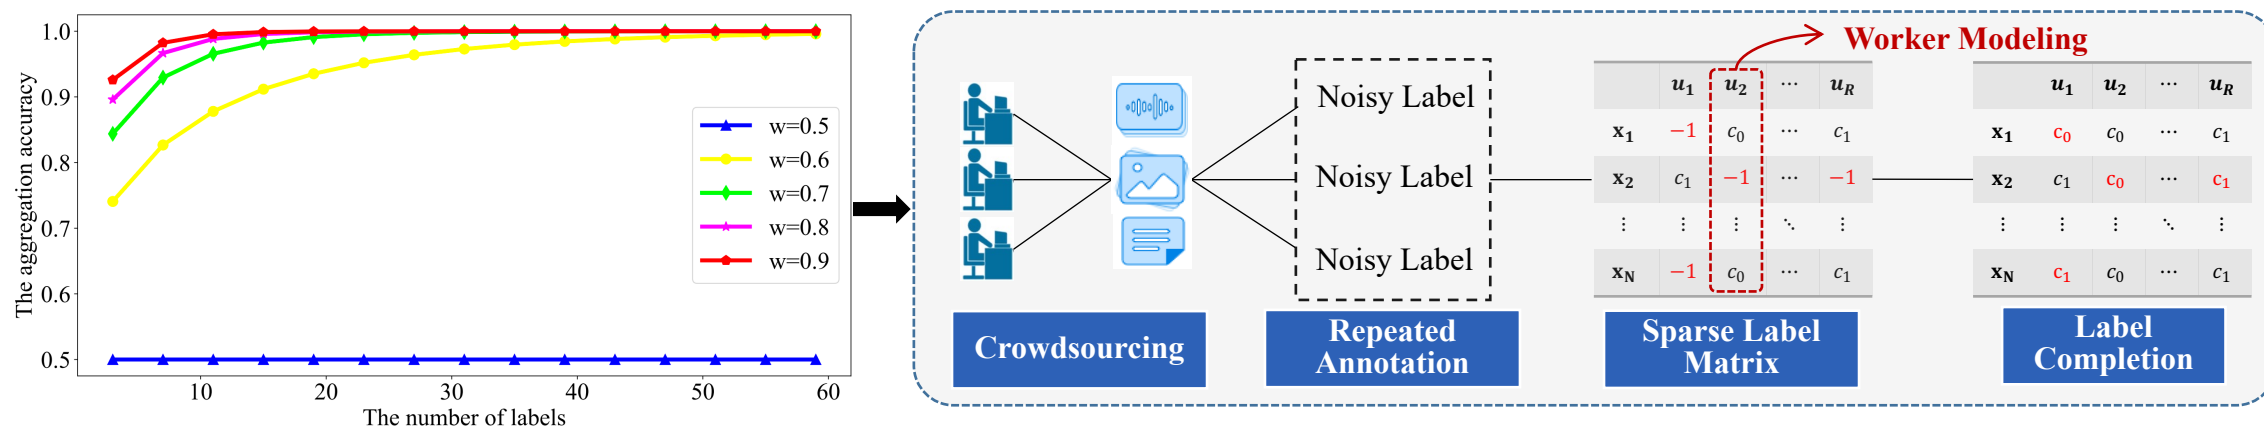 The aggregation accuracy
1.0
0.9
0.8
0.7
0.6
0.5
10 20 30 40 50 60
The number of labels
w=0.5
w=0.6
w=0.7
w=0.8
w=0.9
Crowdsourcing
Noisy Label
Noisy Label
Noisy Label
Repeated
Annotation
Worker Modeling
u₁ u₂ ⋯ u_R
x₁ −1 c₀ ⋯ c₁
x₂ c₁ −1 ⋯ −1
⋮ ⋮ ⋮ ⋱ ⋮
x_N −1 c₀ ⋯ c₁
Sparse Label
Matrix
u₁ u₂ ⋯ u_R
x₁ c₀ c₀ ⋯ c₁
x₂ c₁ c₀ ⋯ c₁
⋮ ⋮ ⋮ ⋱ ⋮
x_N c₁ c₀ ⋯ c₁
Label
Completion